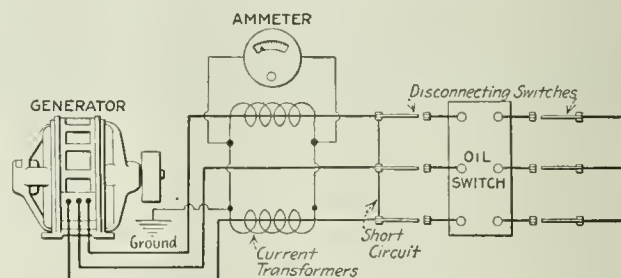 AMMETER
Disconnecting Switches
GENERATOR
OIL
SWITCH
Ground
Current
Transformers
Short
Circuit